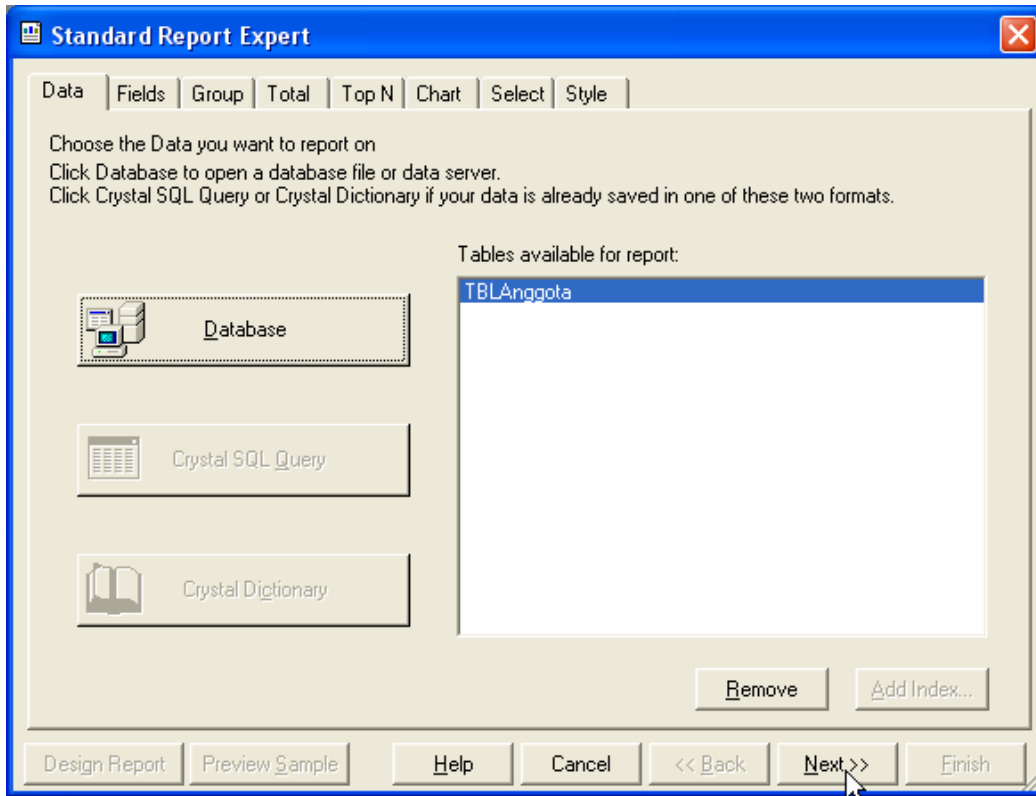 Standard Report Expert
Data Fields Group Total Top N Chart Select Style
Choose the Data you want to report on
Click Database to open a database file or data server.
Click Crystal SQL Query or Crystal Dictionary if your data is already saved in one of these two formats.
Tables available for report:
TBLAnggota
Database
Crystal SQL Query
Crystal Dictionary
Remove Add Index...
Design Report Preview Sample Help Cancel << Back Next >> Finish